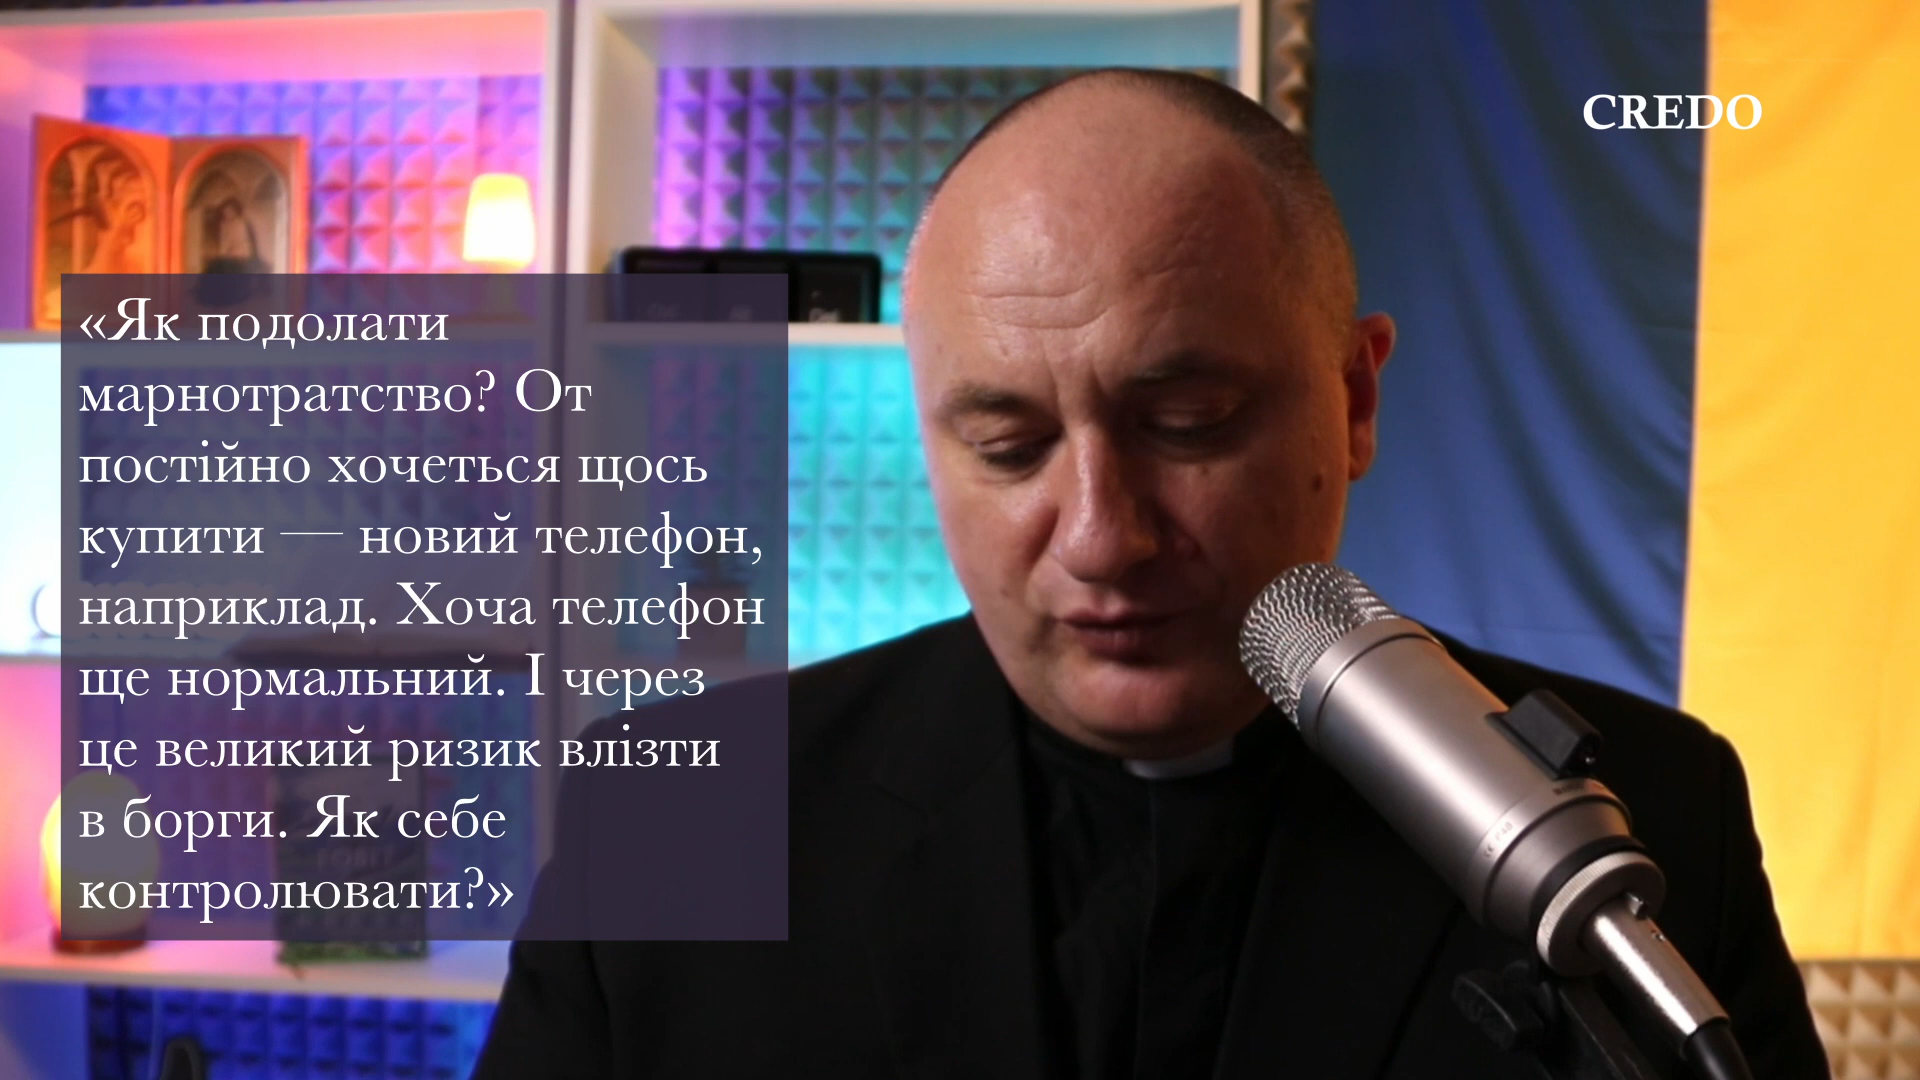 CREDO
«Як подолати
марнотратство? От
постійно хочеться щось
купити — новий телефон,
наприклад. Хоча телефон
ще нормальний. І через
це великий ризик влізти
в борги. Як себе
контролювати?»